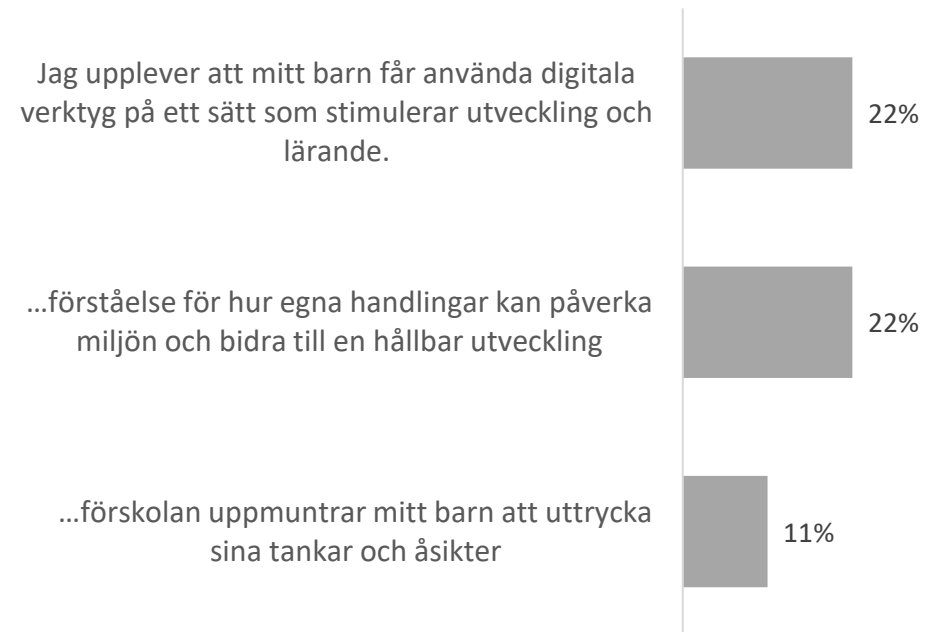 Jag upplever att mitt barn får använda digitala
verktyg på ett sätt som stimulerar utveckling och
lärande.
22%
...förståelse för hur egna handlingar kan påverka
miljön och bidra till en hållbar utveckling
22%
...förskolan uppmuntrar mitt barn att uttrycka
sina tankar och åsikter
11%